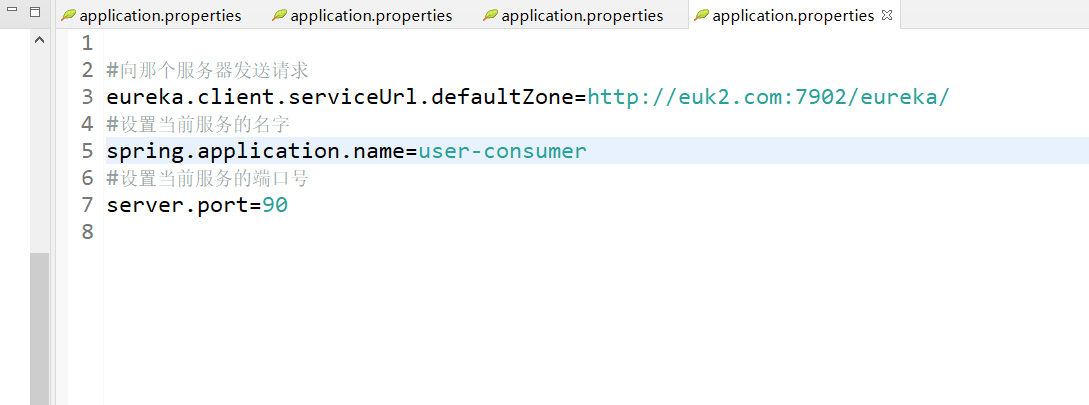 application.properties application.properties application.properties application.properties
1
2 #向那个服务器发送请求
3 eureka.client.serviceUrl.defaultZone=http://euk2.com:7902/eureka/
4 #设置当前服务的名字
5 spring.application.name=user-consumer
6 #设置当前服务的端口号
7 server.port=90
8